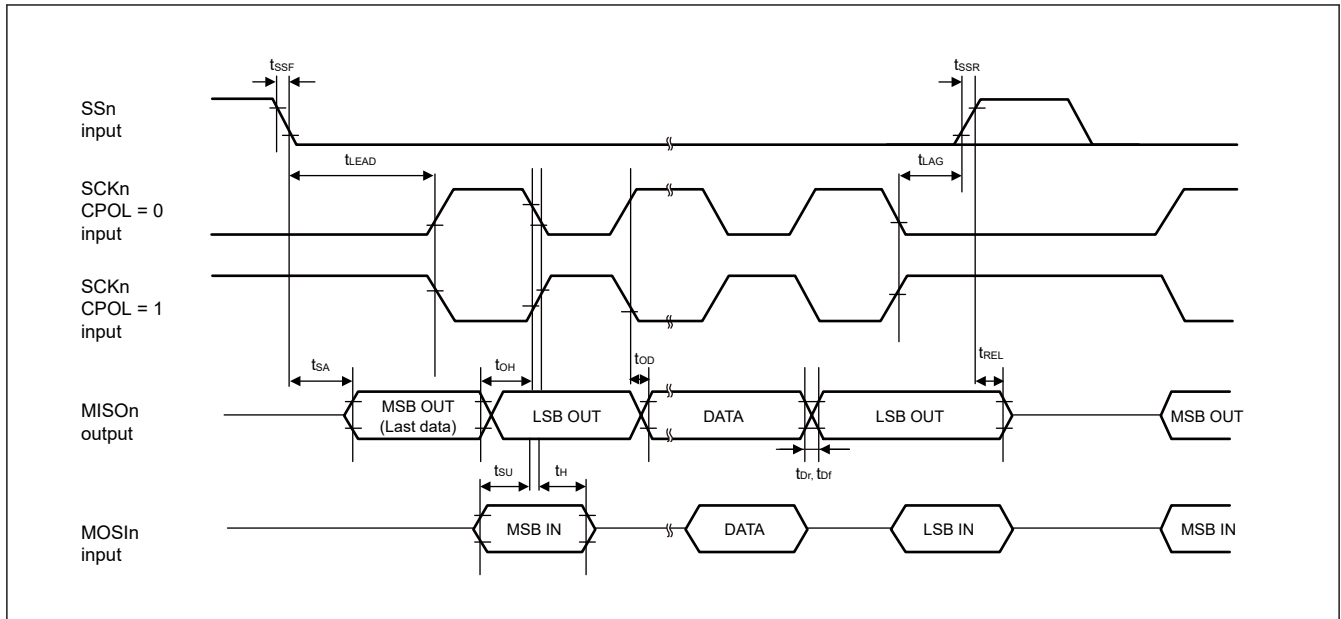 tSSF
tSSR
SSn
input
tLEAD
tLAG
SCKn
CPOL = 0
input
SCKn
CPOL = 1
input
tSA
tOH
tOD
tREL
MISOn
output
MSB OUT
(Last data)
LSB OUT
DATA
LSB OUT
MSB OUT
tSU
tH
tDr, tDf
MOSIn
input
MSB IN
DATA
LSB IN
MSB IN